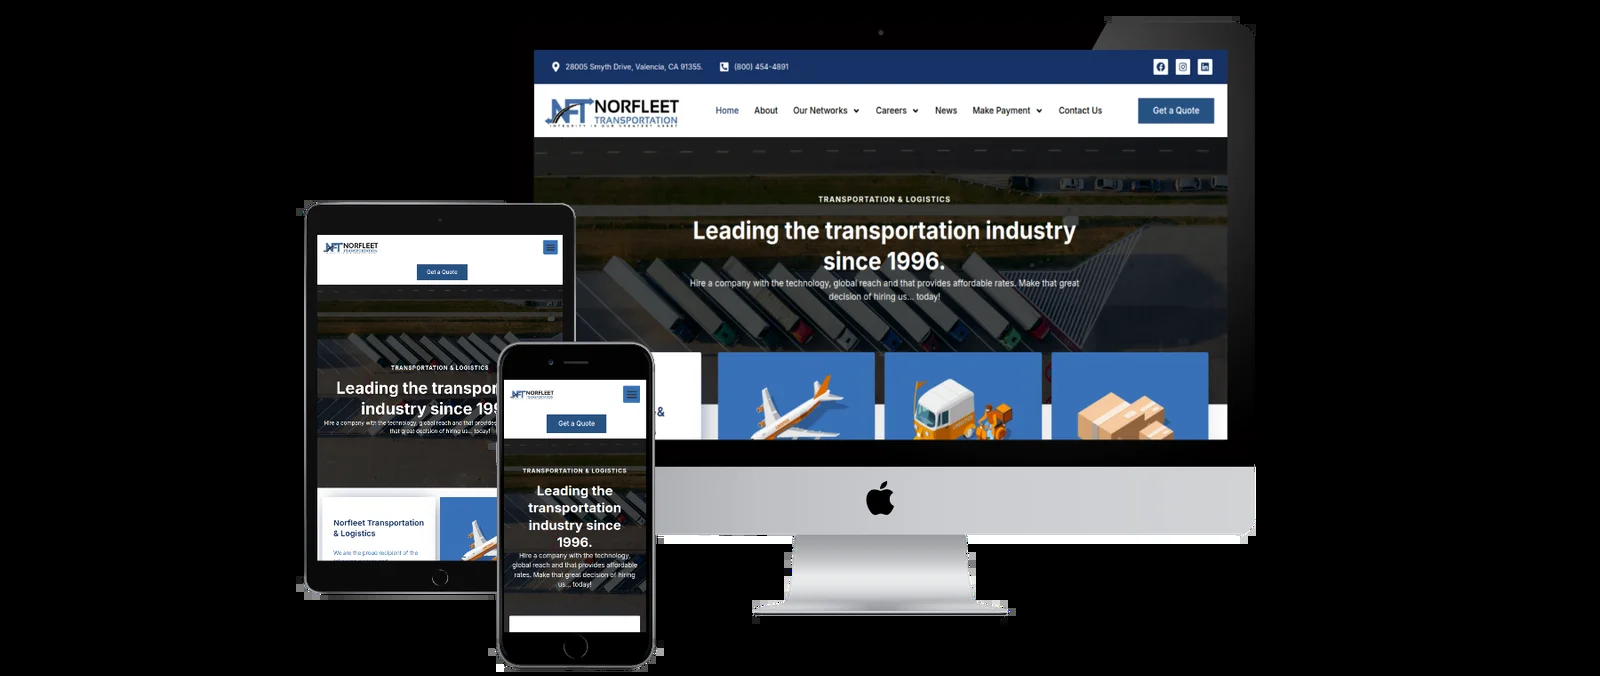 28005 Smyth Drive, Valencia, CA 91355.
(800) 454-4891
NFT NORFLEET
TRANSPORTATION
INTEGRITY IS OUR GREATEST ASSET
Home About Our Networks Careers News Make Payment Contact Us
Get a Quote
TRANSPORTATION & LOGISTICS
Leading the transportation industry
since 1996.
Hire a company with the technology, global reach and that provides affordable rates. Make that great
decision of hiring us... today!
&
NFT NORFLEET
TRANSPORTATION
Get a Quote
TRANSPORTATION & LOGISTICS
Leading the transpor
industry since 199
Hire a company with the technology, global reach and that provides
that great decision of hiring us... today!
Norfleet Transportation
& Logistics
We are the proud recipient of the
NFT NORFLEET
TRANSPORTATION
Get a Quote
TRANSPORTATION & LOGISTICS
Leading the
transportation
industry since
1996.
Hire a company with the technology,
global reach and that provides affordable
rates. Make that great decision of hiring
us... today!